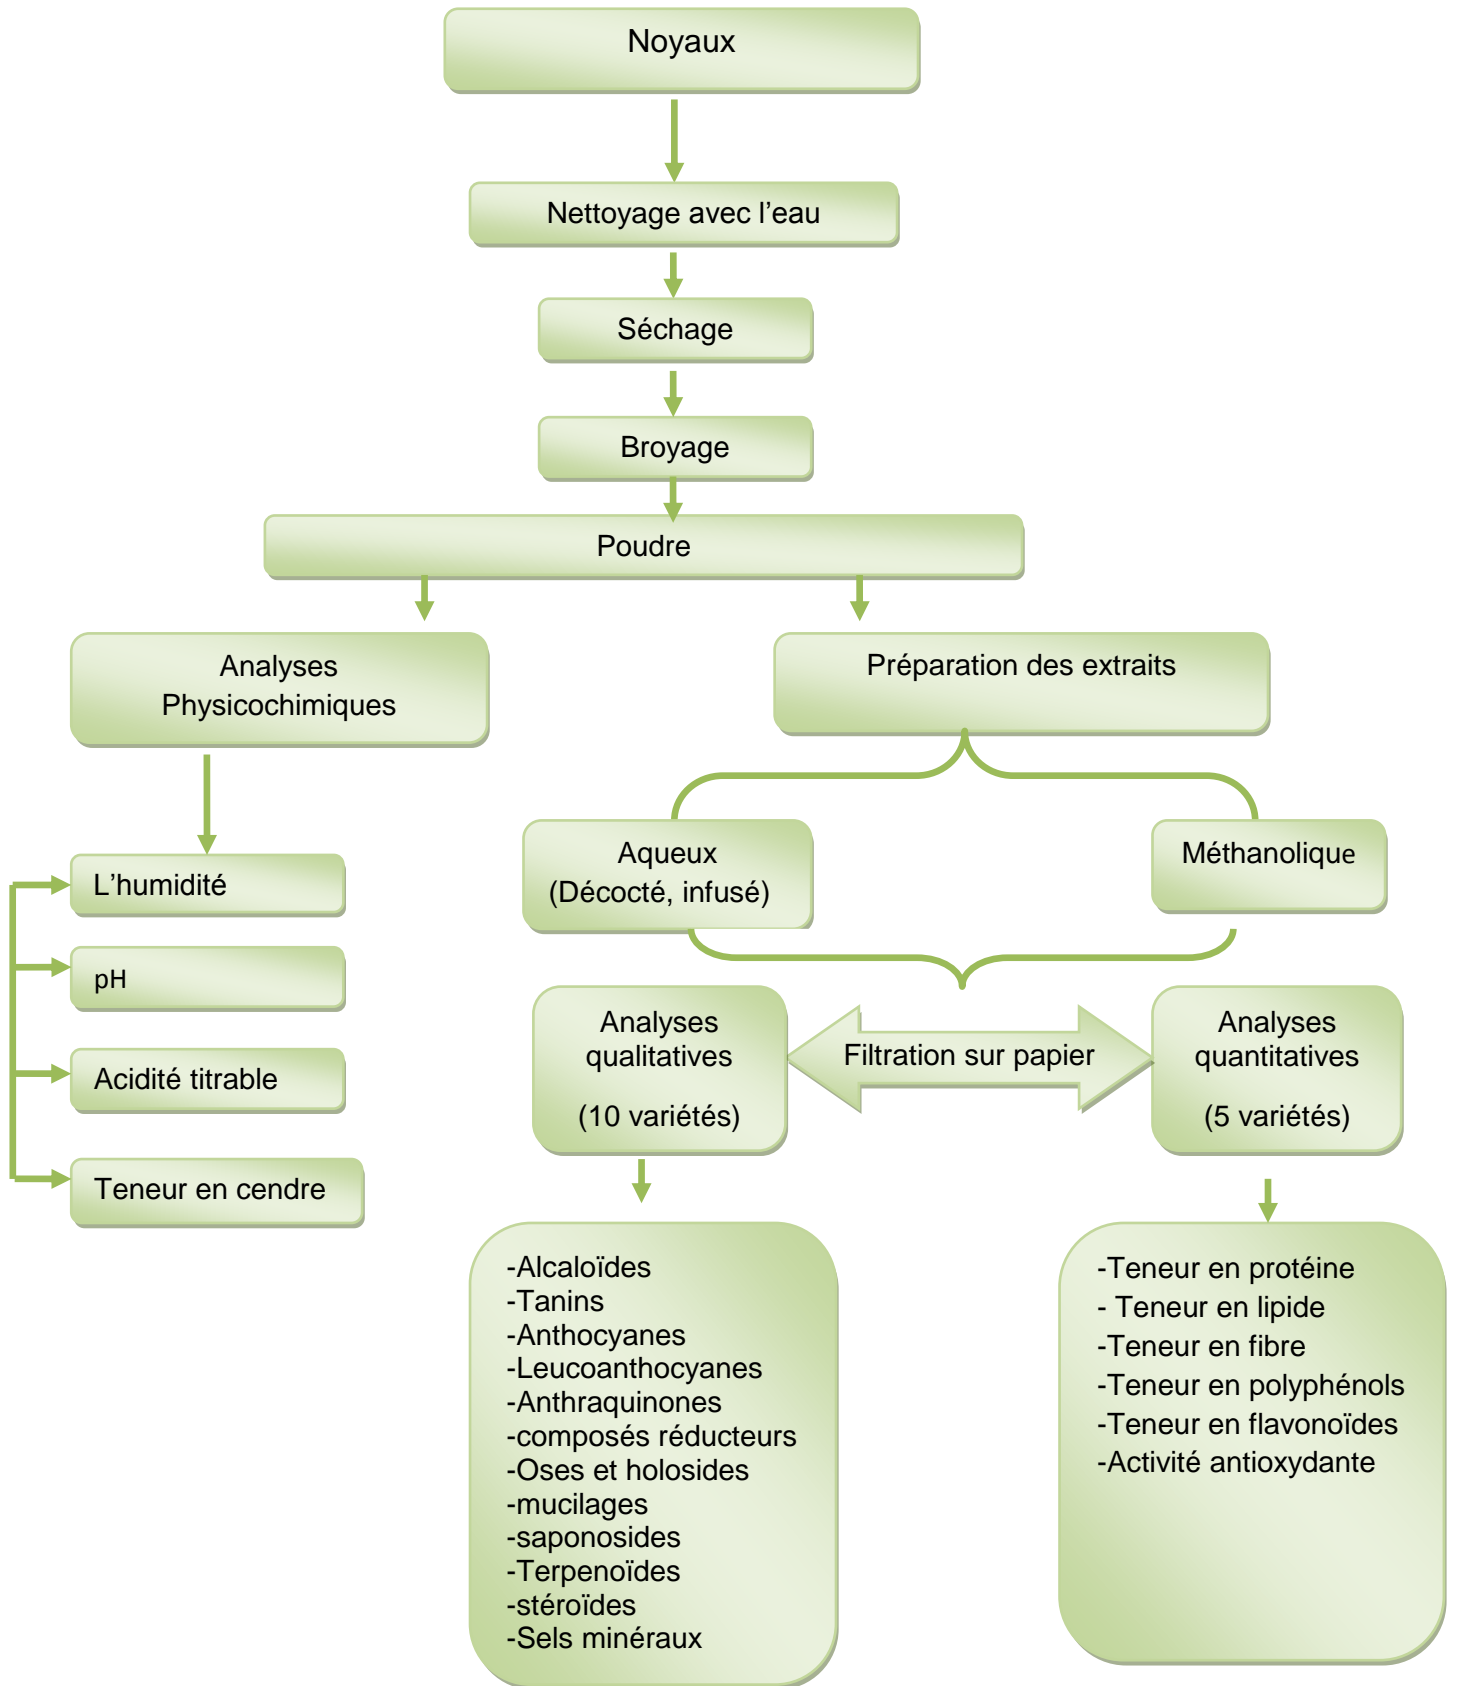 Noyaux
Nettoyage avec l’eau
Séchage
Broyage
Poudre
Analyses
Physicochimiques
Préparation des extraits
L’humidité
pH
Acidité titrable
Teneur en cendre
Aqueux
(Décocté, infusé)
Méthanolique
Analyses
qualitatives
(10 variétés)
Filtration sur papier
Analyses
quantitatives
(5 variétés)
-Alcaloïdes
-Tanins
-Anthocyanes
-Leucoanthocyanes
-Anthraquinones
-composés réducteurs
-Oses et holosides
-mucilages
-saponosides
-Terpenoïdes
-stéroïdes
-Sels minéraux
-Teneur en protéine
- Teneur en lipide
-Teneur en fibre
-Teneur en polyphénols
-Teneur en flavonoïdes
-Activité antioxydante